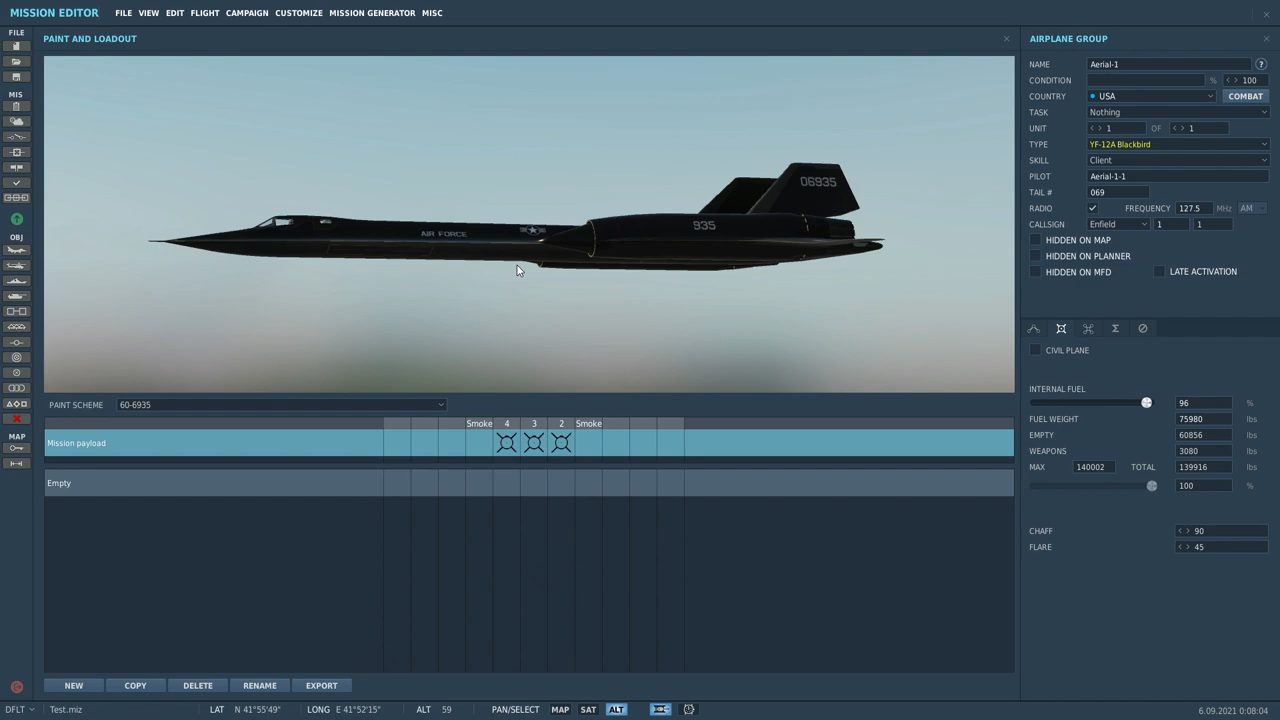 MISSION EDITOR FILE VIEW EDIT FLIGHT CAMPAIGN CUSTOMIZE MISSION GENERATOR MISC
FILE
MIS
OBJ
MAP
PAINT AND LOADOUT
06935
935
AIR FORCE
PAINT SCHEME 60-6935
Smoke 4 3 2 Smoke
Mission payload
Empty
NEW COPY DELETE RENAME EXPORT
AIRPLANE GROUP
NAME Aerial-1 ?
CONDITION % < > 100
COUNTRY USA COMBAT
TASK Nothing
UNIT < > 1 OF < > 1
TYPE YF-12A Blackbird
SKILL Client
PILOT Aerial-1-1
TAIL # 069
RADIO FREQUENCY 127.5 MHz AM
CALLSIGN Enfield 1 1
HIDDEN ON MAP
HIDDEN ON PLANNER
HIDDEN ON MFD LATE ACTIVATION
CIVIL PLANE
INTERNAL FUEL
96 %
FUEL WEIGHT 75980 lbs
EMPTY 60856 lbs
WEAPONS 3080 lbs
MAX 140002 TOTAL 139916 lbs
100 %
CHAFF < > 90
FLARE < > 45
DFLT Test.miz LAT N 41°55'49" LONG E 41°52'15" ALT 59 PAN/SELECT MAP SAT ALT 6.09.2021 0:08:04